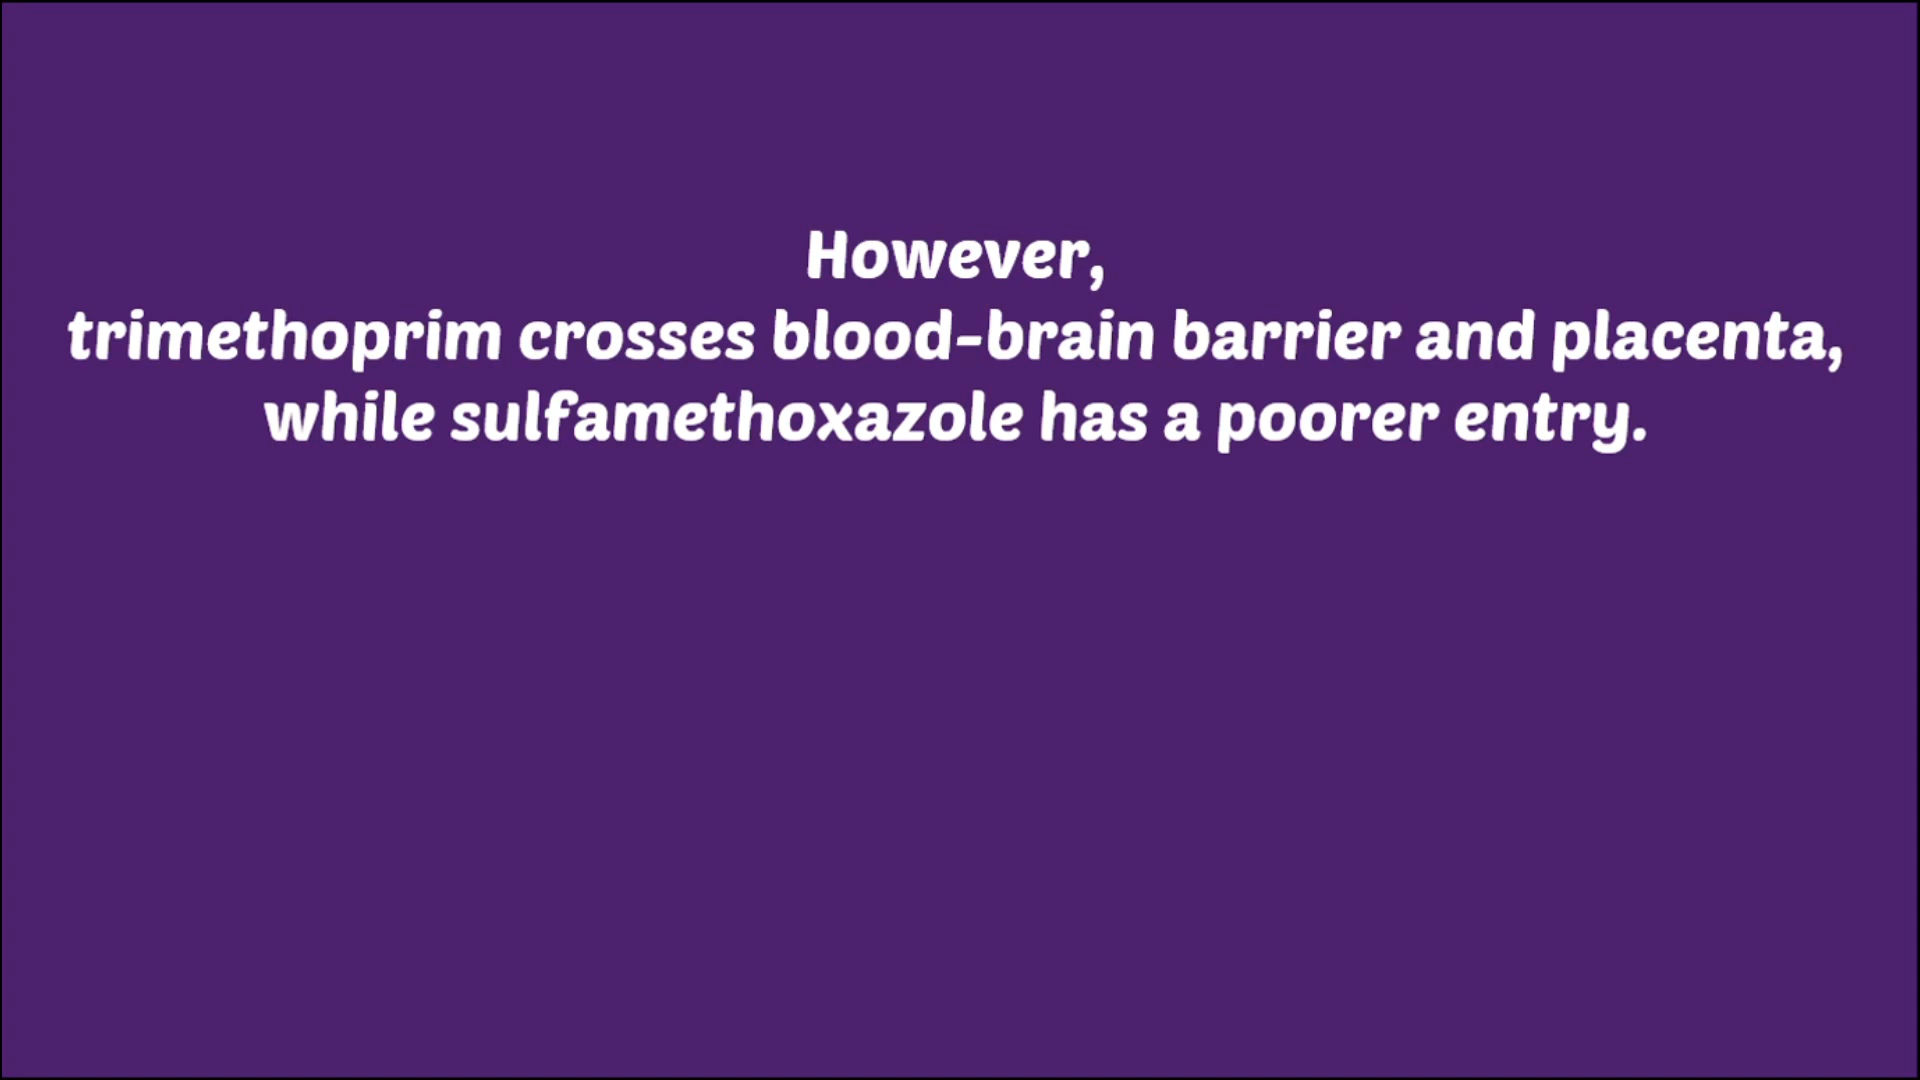 However,
trimethoprim crosses blood-brain barrier and placenta,
while sulfamethoxazole has a poorer entry.